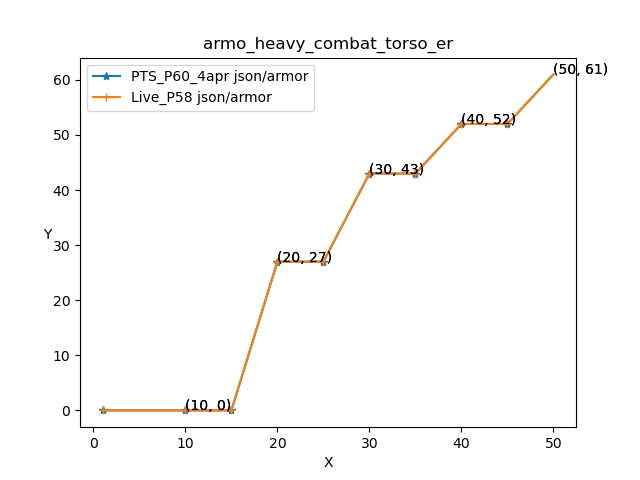 armo_heavy_combat_torso_er
PTS_P60_4apr json/armor
Live_P58 json/armor
(50, 61)
(40, 52)
(30, 43)
(20, 27)
(10, 0)
Y
60
50
40
30
20
10
0
0 10 20 30 40 50
X